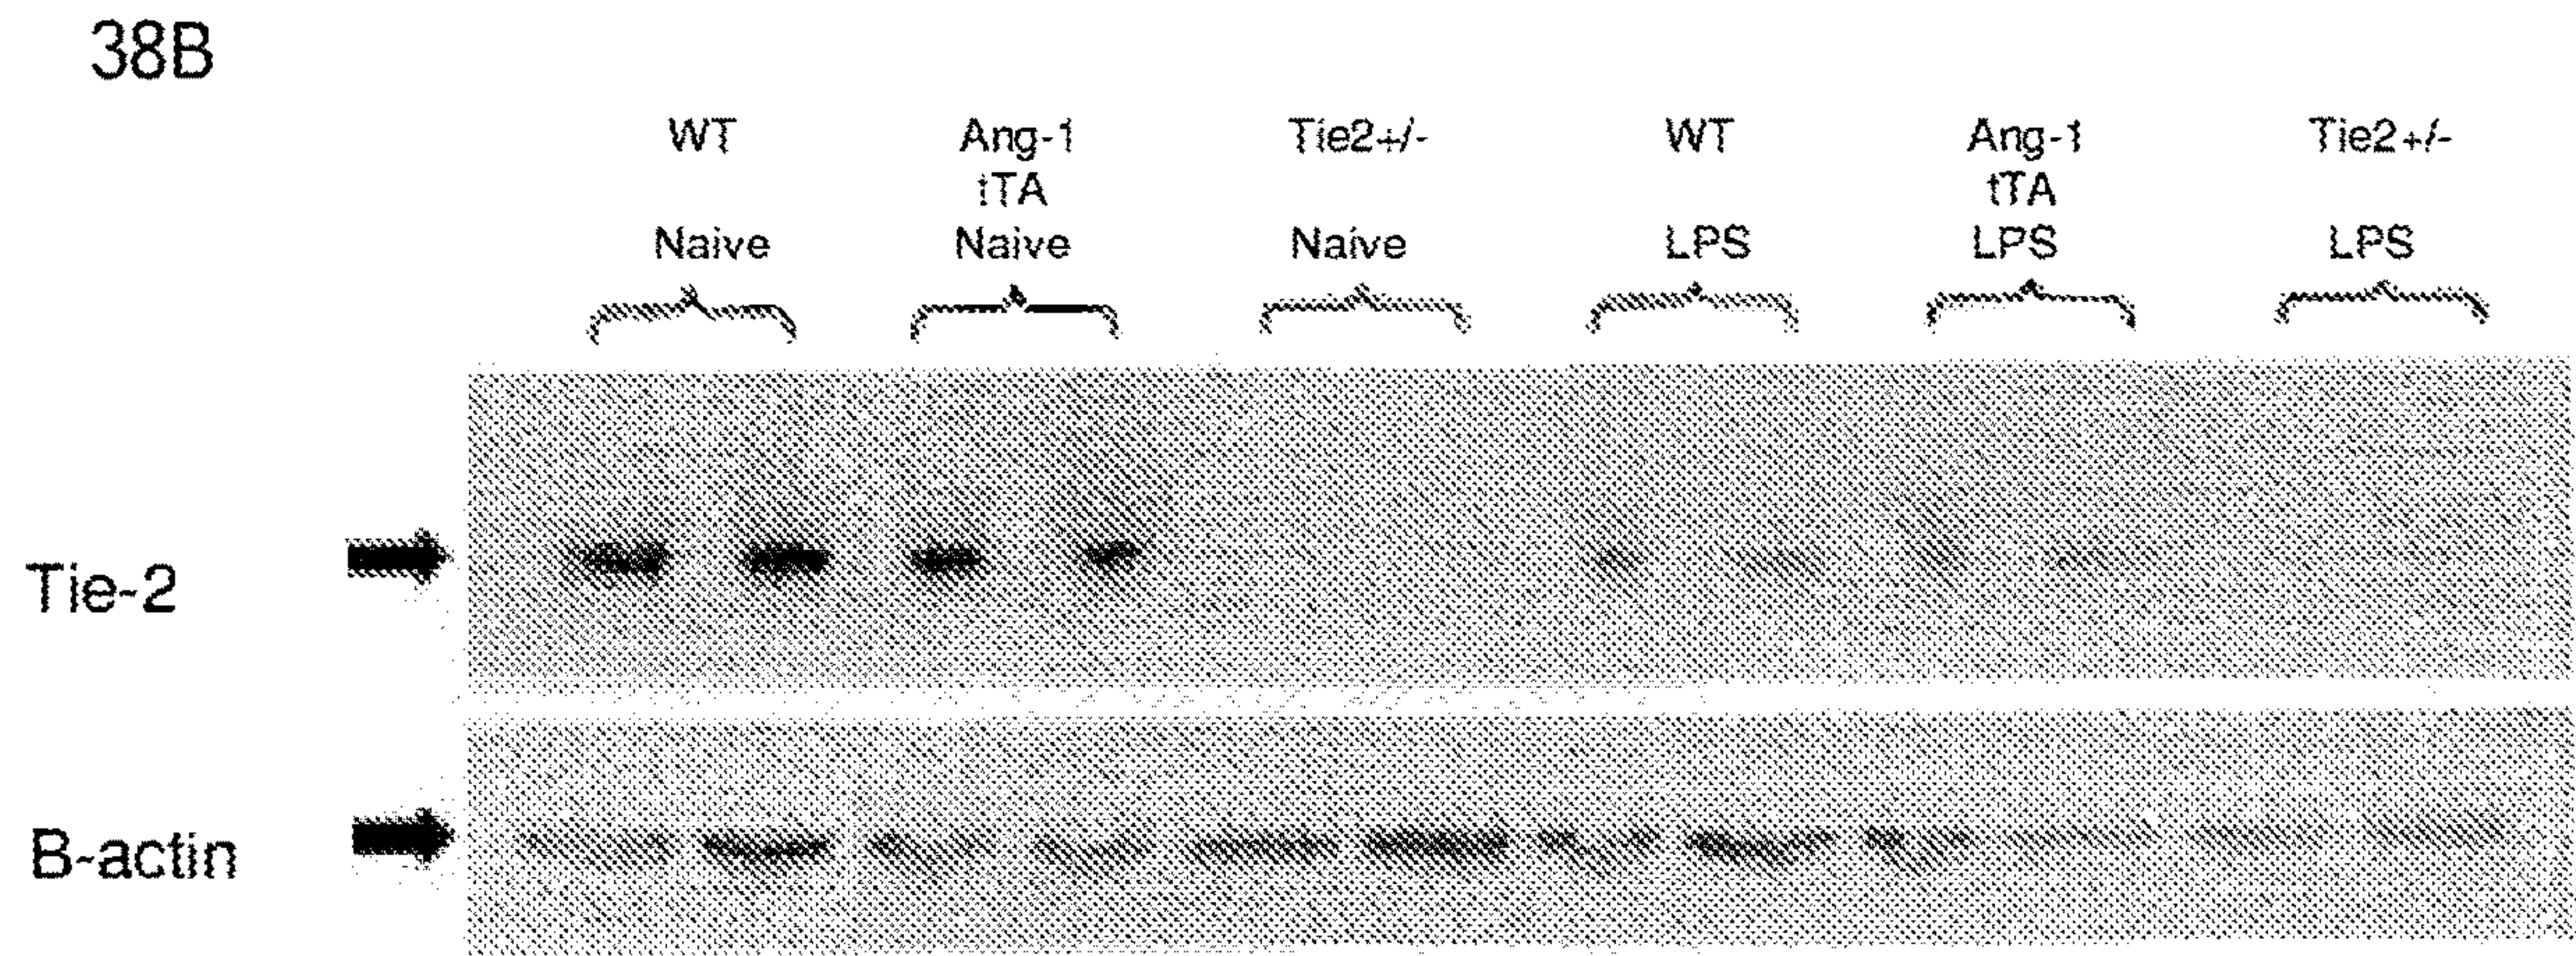 38B
WT Ang-1 Tie2+/- WT Ang-1 Tie2+/-
tTA tTA
Naive Naive Naive LPS LPS LPS
Tie-2
B-actin